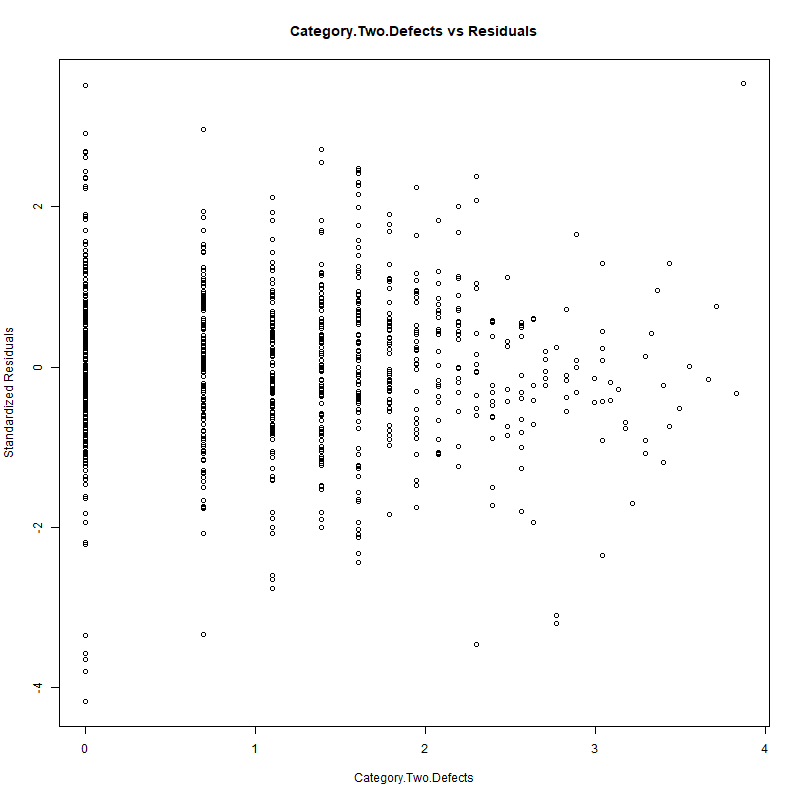 Category.Two.Defects vs Residuals
Standardized Residuals
2
0
-2
-4
0 1 2 3 4
Category.Two.Defects